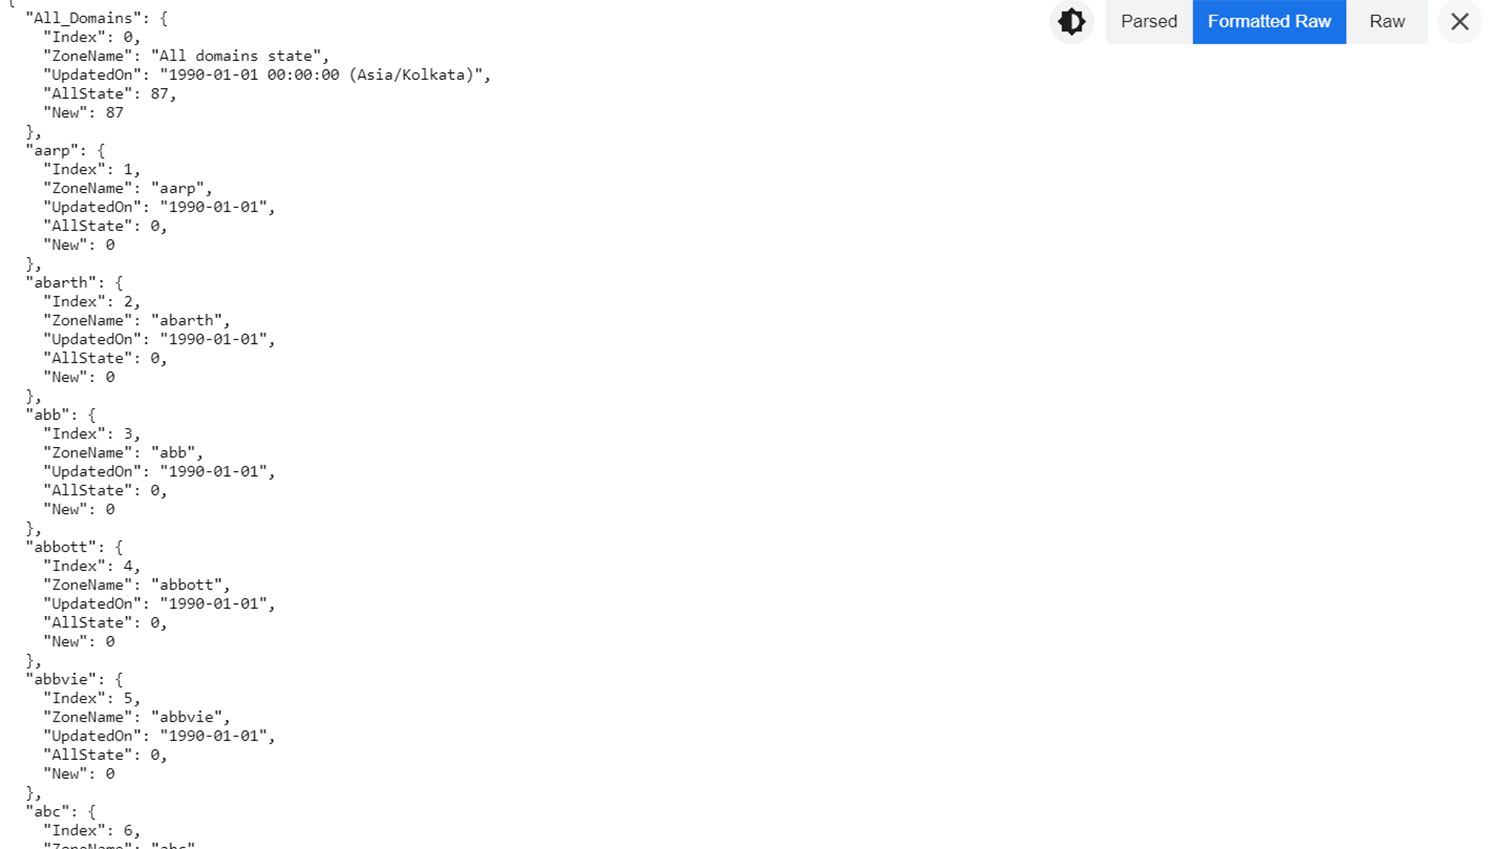 {
"All_Domains": {
"Index": 0,
"ZoneName": "All domains state",
"UpdatedOn": "1990-01-01 00:00:00 (Asia/Kolkata)",
"AllState": 87,
"New": 87
},
"aarp": {
"Index": 1,
"ZoneName": "aarp",
"UpdatedOn": "1990-01-01",
"AllState": 0,
"New": 0
},
"abarth": {
"Index": 2,
"ZoneName": "abarth",
"UpdatedOn": "1990-01-01",
"AllState": 0,
"New": 0
},
"abb": {
"Index": 3,
"ZoneName": "abb",
"UpdatedOn": "1990-01-01",
"AllState": 0,
"New": 0
},
"abbott": {
"Index": 4,
"ZoneName": "abbott",
"UpdatedOn": "1990-01-01",
"AllState": 0,
"New": 0
},
"abbvie": {
"Index": 5,
"ZoneName": "abbvie",
"UpdatedOn": "1990-01-01",
"AllState": 0,
"New": 0
},
"abc": {
"Index": 6,
"ZoneName": "abc"
Parsed Formatted Raw Raw